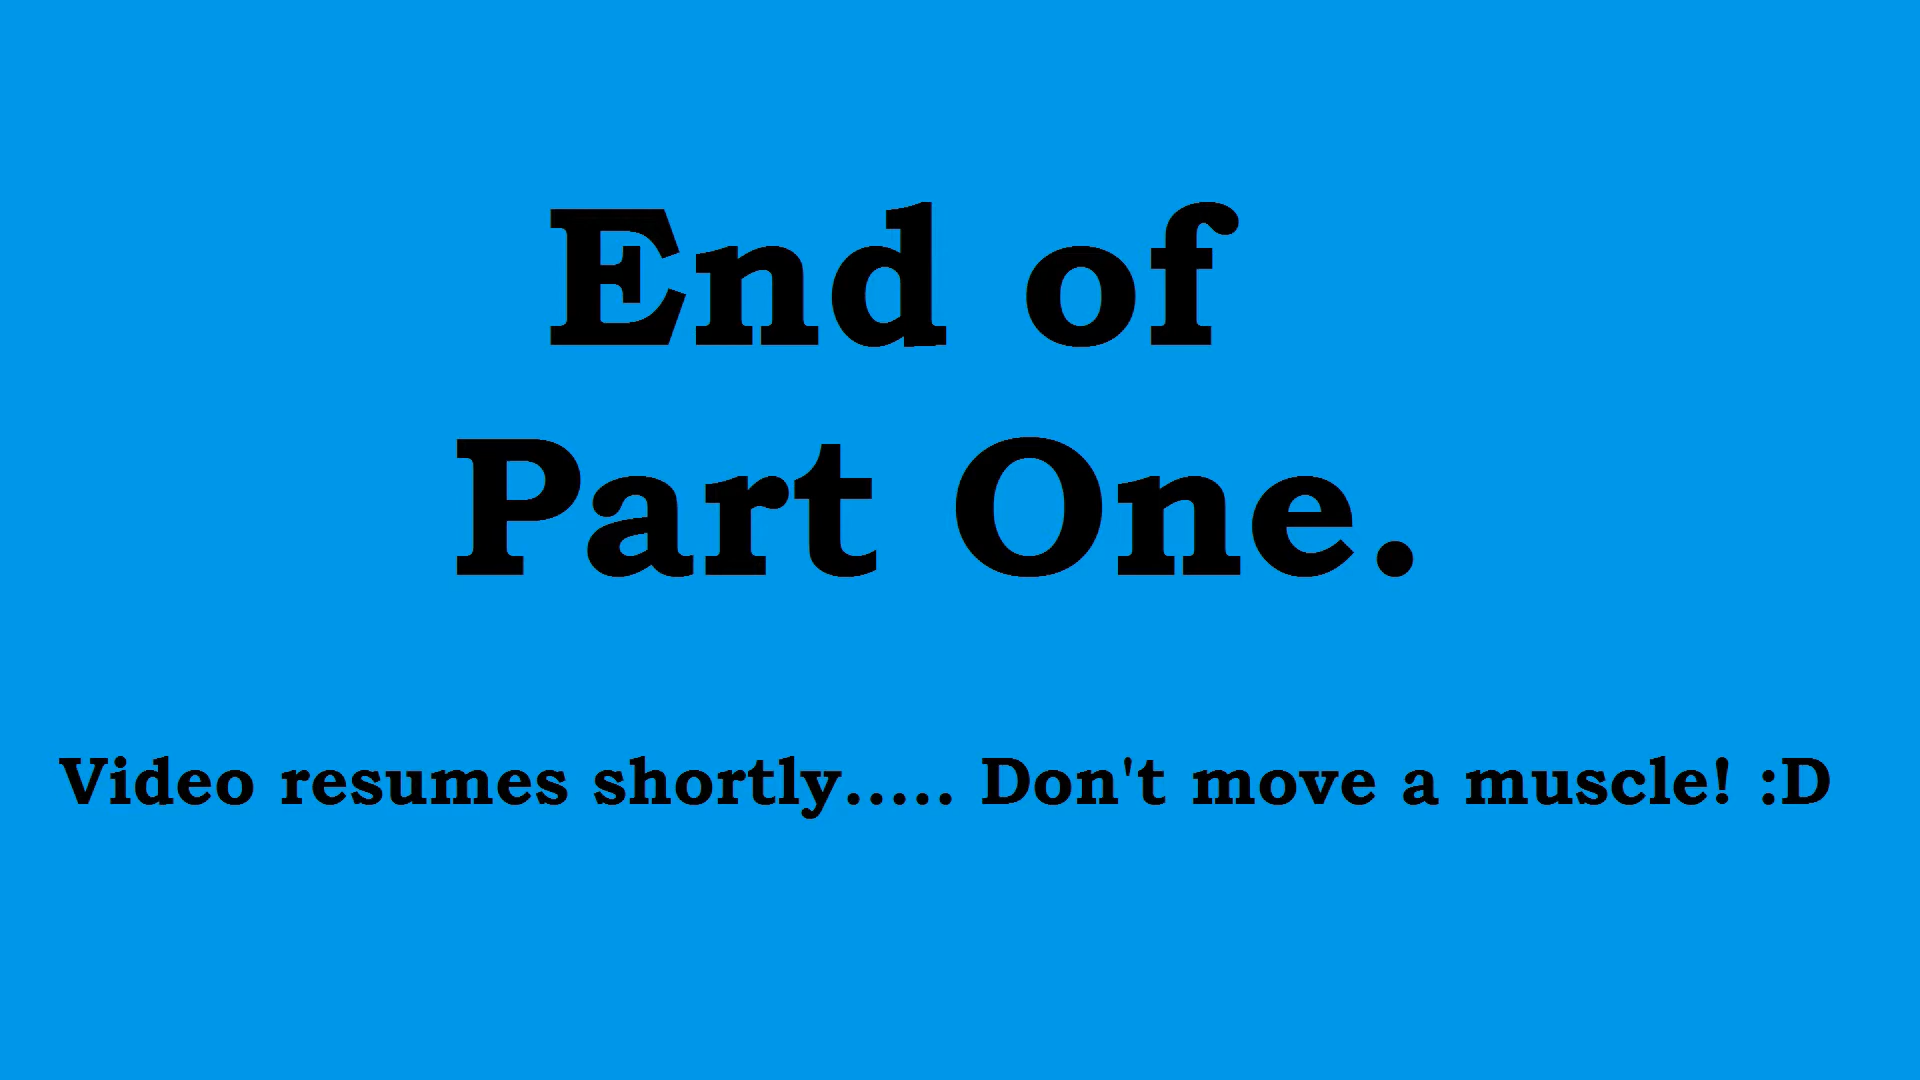 End of
Part One.
Video resumes shortly..... Don't move a muscle! :D